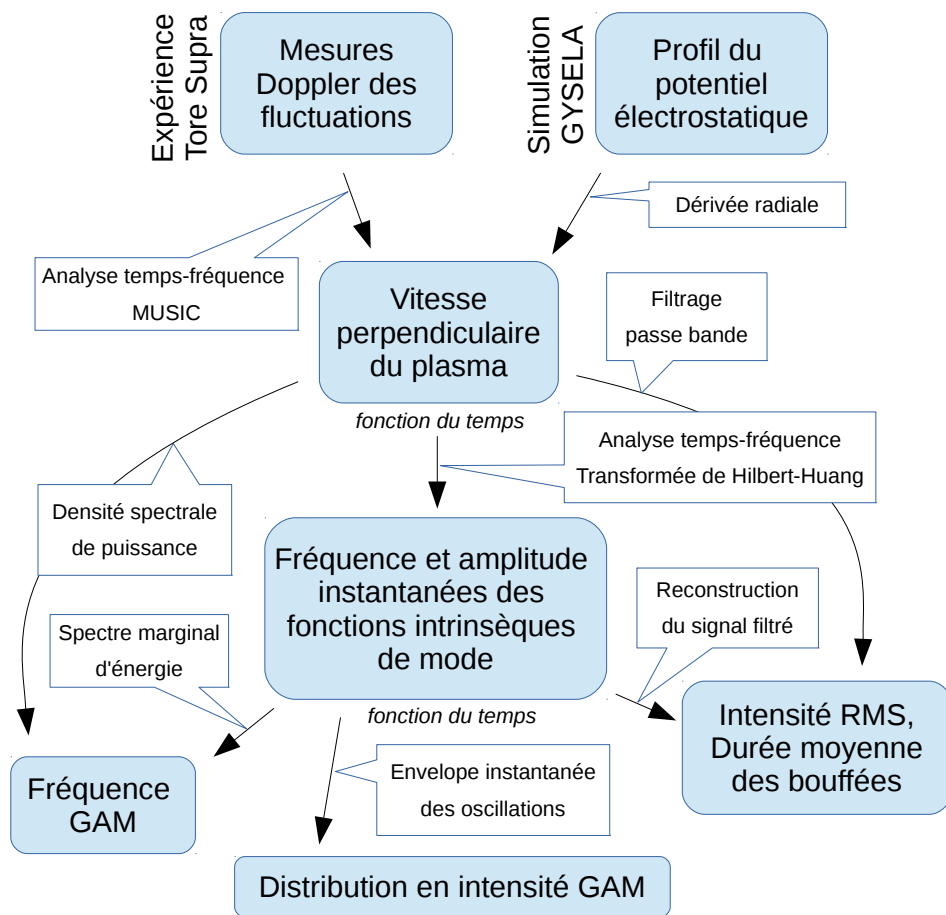 Expérience
Tore Supra
Mesures
Doppler des
fluctuations
Simulation
GYSELA
Profil du
potentiel
électrostatique
Dérivée radiale
Analyse temps-fréquence
MUSIC
Vitesse
perpendiculaire
du plasma
Filtrage
passe bande
fonction du temps
Analyse temps-fréquence
Transformée de Hilbert-Huang
Densité spectrale
de puissance
Fréquence et amplitude
instantanées des
fonctions intrinsèques
de mode
Reconstruction
du signal filtré
Spectre marginal
d'énergie
fonction du temps
Intensité RMS,
Durée moyenne
des bouffées
Fréquence
GAM
Envelope instantanée
des oscillations
Distribution en intensité GAM